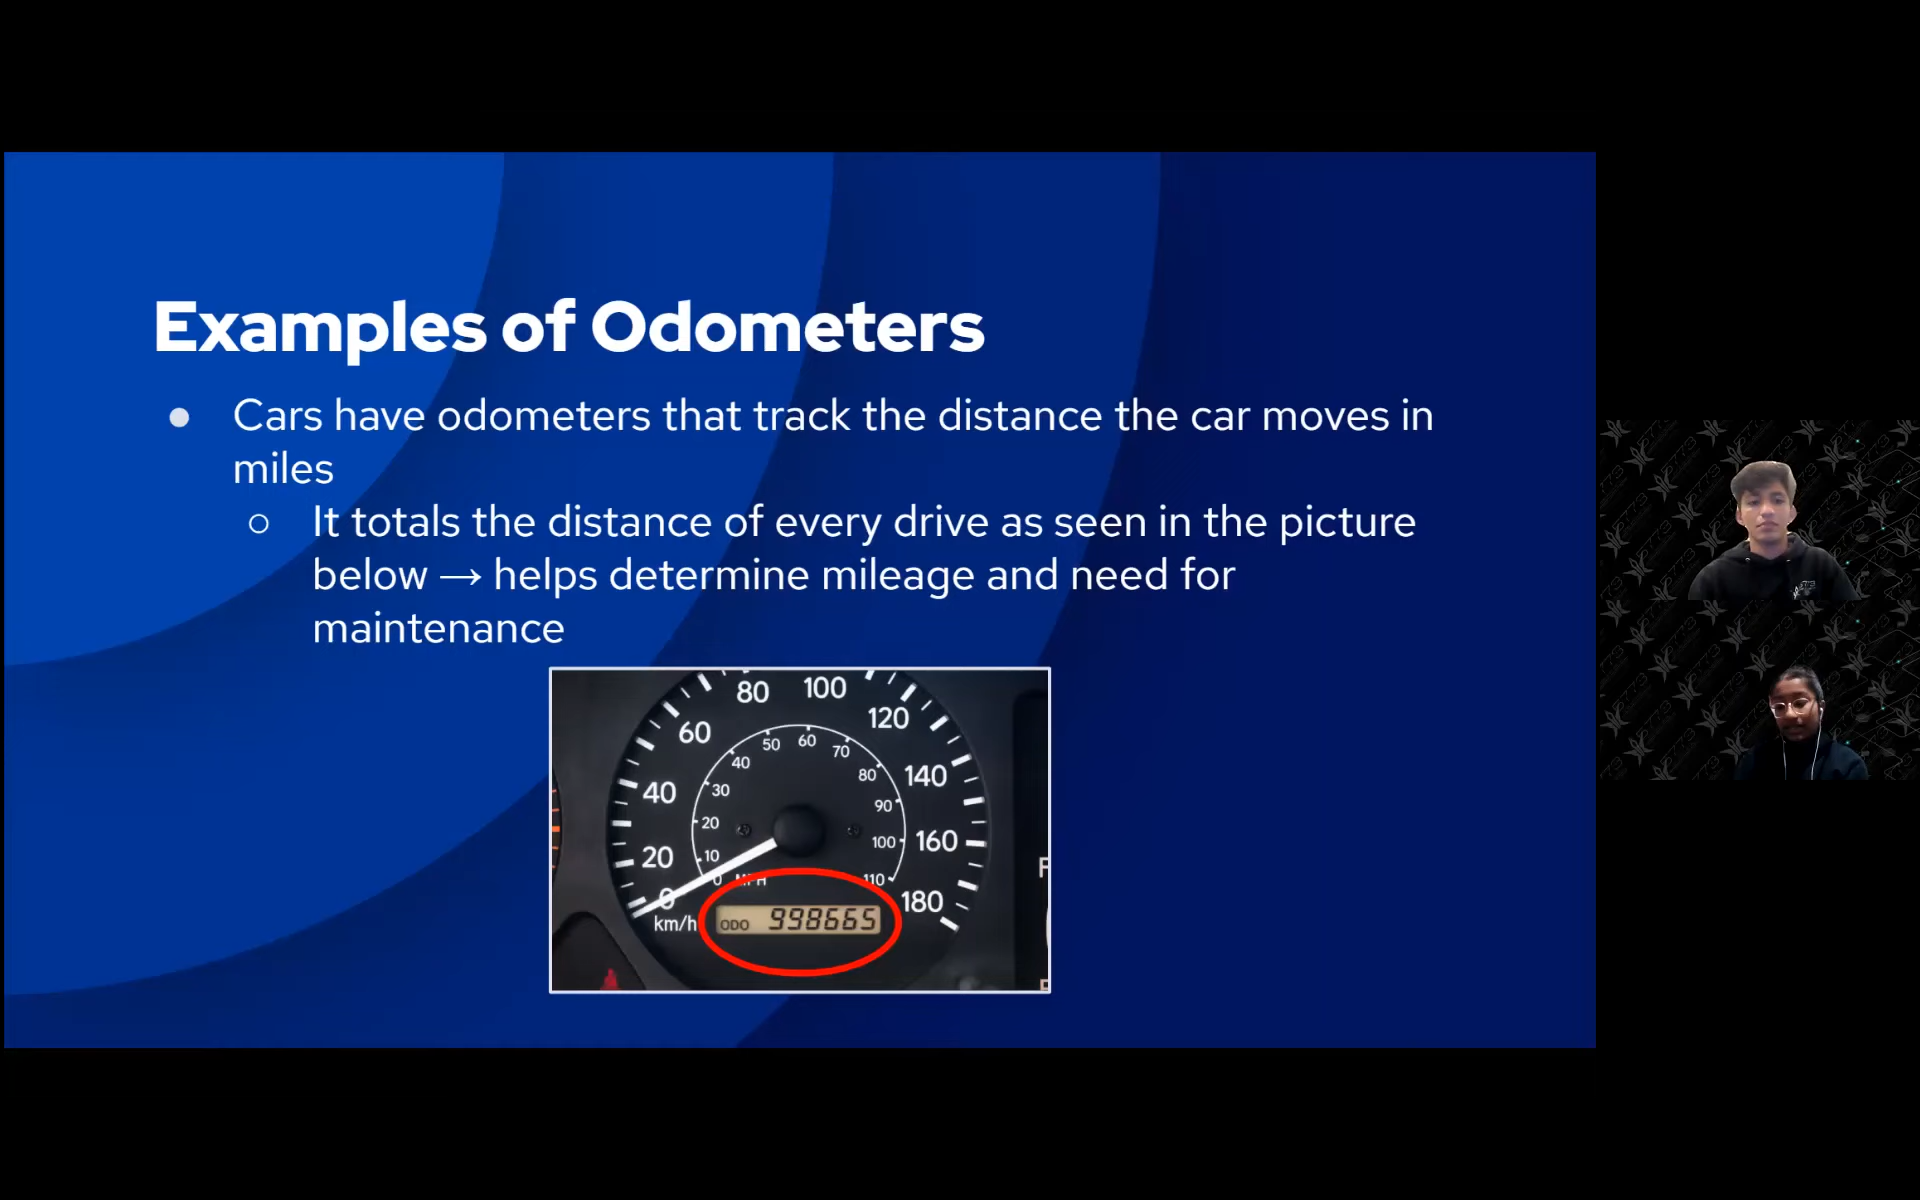 Examples of Odometers
● Cars have odometers that track the distance the car moves in
miles
○ It totals the distance of every drive as seen in the picture
below → helps determine mileage and need for
maintenance
80 100
60 120
50 60 70
40 80
40 30 90 140
20 100 160
20 10 110
0 0 MPH 180
km/h ODO 998665
F